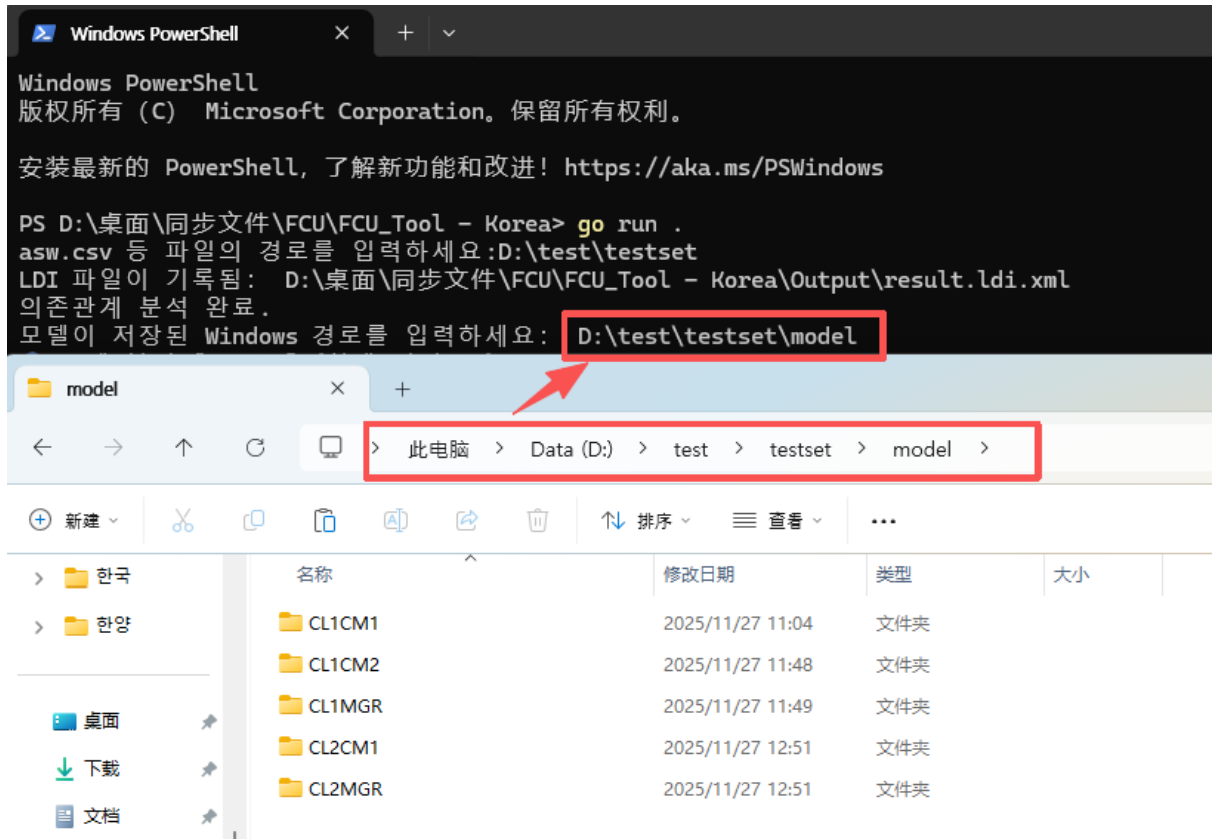 Windows PowerShell
Windows PowerShell
版权所有 (C) Microsoft Corporation。保留所有权利。
安装最新的 PowerShell，了解新功能和改进！https://aka.ms/PSWindows
PS D:\桌面\同步文件\FCU\FCU_Tool - Korea> go run .
asw.csv 등 파일의 경로를 입력하세요:D:\test\testset
LDI 파일이 기록됨: D:\桌面\同步文件\FCU\FCU_Tool - Korea\Output\result.ldi.xml
의존관계 분석 완료.
모델이 저장된 Windows 경로를 입력하세요: D:\test\testset\model
model
此电脑 > Data (D:) > test > testset > model >
新建 排序 查看
名称 修改日期 类型 大小
한국
한양
CL1CM1 2025/11/27 11:04 文件夹
CL1CM2 2025/11/27 11:48 文件夹
CL1MGR 2025/11/27 11:49 文件夹
CL2CM1 2025/11/27 12:51 文件夹
CL2MGR 2025/11/27 12:51 文件夹
桌面
下载
文档